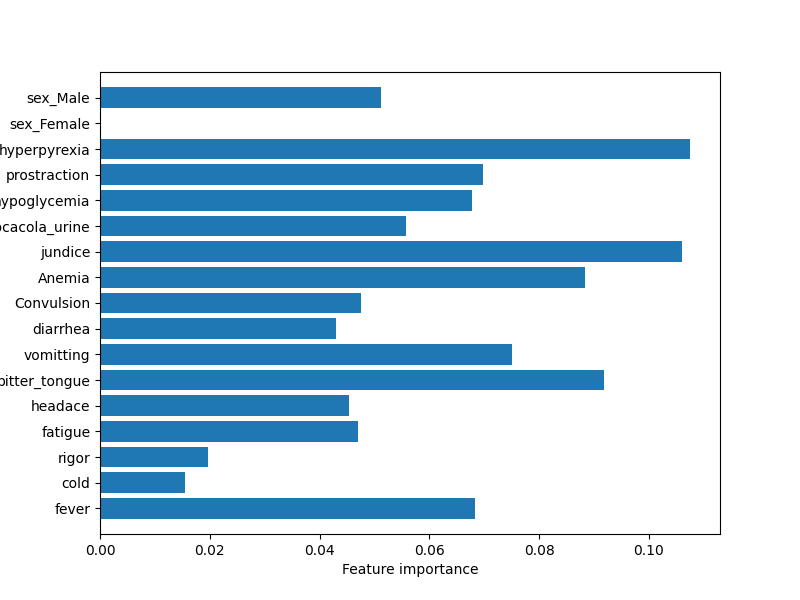 sex_Male
sex_Female
hyperpyrexia
prostraction
ypoglycemia
cacola_urine
jundice
Anemia
Convulsion
diarrhea
vomitting
bitter_tongue
headace
fatigue
rigor
cold
fever
0.00 0.02 0.04 0.06 0.08 0.10
Feature importance